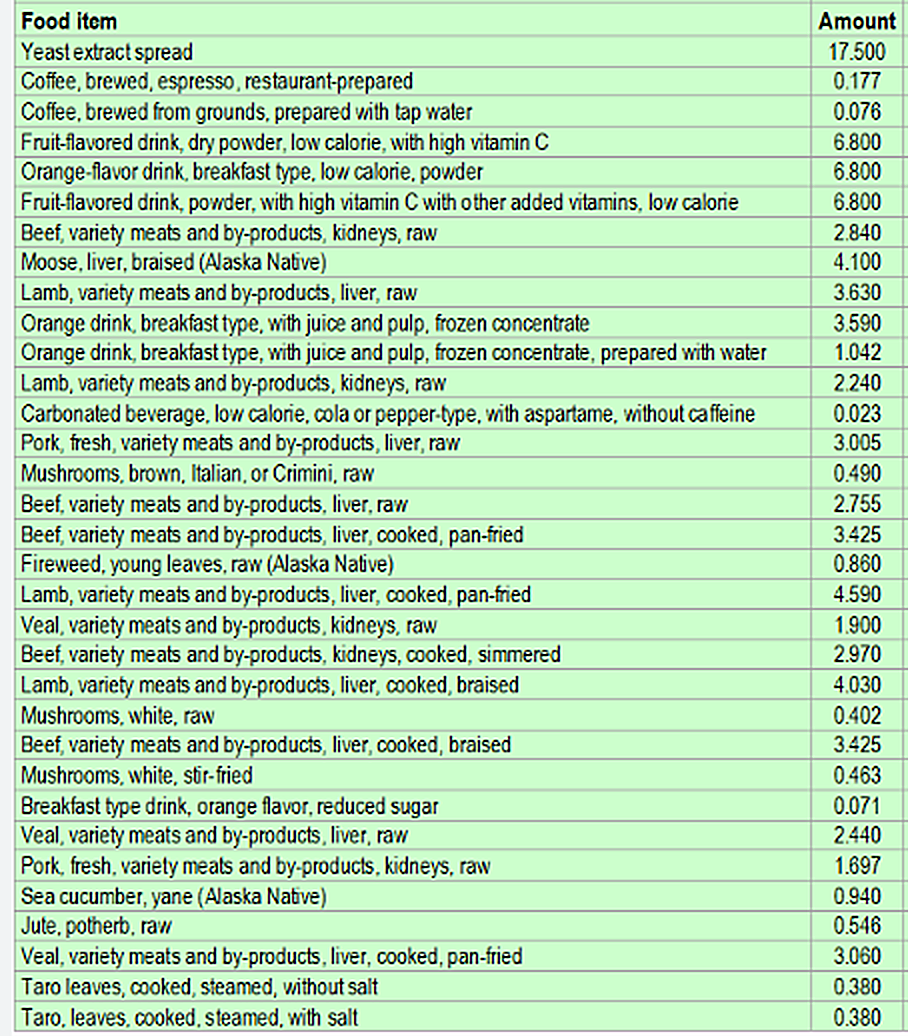 Food item Amount
Yeast extract spread 17.500
Coffee, brewed, espresso, restaurant-prepared 0.177
Coffee, brewed from grounds, prepared with tap water 0.076
Fruit-flavored drink, dry powder, low calorie, with high vitamin C 6.800
Orange-flavor drink, breakfast type, low calorie, powder 6.800
Fruit-flavored drink, powder, with high vitamin C with other added vitamins, low calorie 6.800
Beef, variety meats and by-products, kidneys, raw 2.840
Moose, liver, braised (Alaska Native) 4.100
Lamb, variety meats and by-products, liver, raw 3.630
Orange drink, breakfast type, with juice and pulp, frozen concentrate 3.590
Orange drink, breakfast type, with juice and pulp, frozen concentrate, prepared with water 1.042
Lamb, variety meats and by-products, kidneys, raw 2.240
Carbonated beverage, low calorie, cola or pepper-type, with aspartame, without caffeine 0.023
Pork, fresh, variety meats and by-products, liver, raw 3.005
Mushrooms, brown, Italian, or Crimini, raw 0.490
Beef, variety meats and by-products, liver, raw 2.755
Beef, variety meats and by-products, liver, cooked, pan-fried 3.425
Fireweed, young leaves, raw (Alaska Native) 0.860
Lamb, variety meats and by-products, liver, cooked, pan-fried 4.590
Veal, variety meats and by-products, kidneys, raw 1.900
Beef, variety meats and by-products, kidneys, cooked, simmered 2.970
Lamb, variety meats and by-products, liver, cooked, braised 4.030
Mushrooms, white, raw 0.402
Beef, variety meats and by-products, liver, cooked, braised 3.425
Mushrooms, white, stir-fried 0.463
Breakfast type drink, orange flavor, reduced sugar 0.071
Veal, variety meats and by-products, liver, raw 2.440
Pork, fresh, variety meats and by-products, kidneys, raw 1.697
Sea cucumber, yane (Alaska Native) 0.940
Jute, potherb, raw 0.546
Veal, variety meats and by-products, liver, cooked, pan-fried 3.060
Taro leaves, cooked, steamed, without salt 0.380
Taro, leaves, cooked, steamed, with salt 0.380